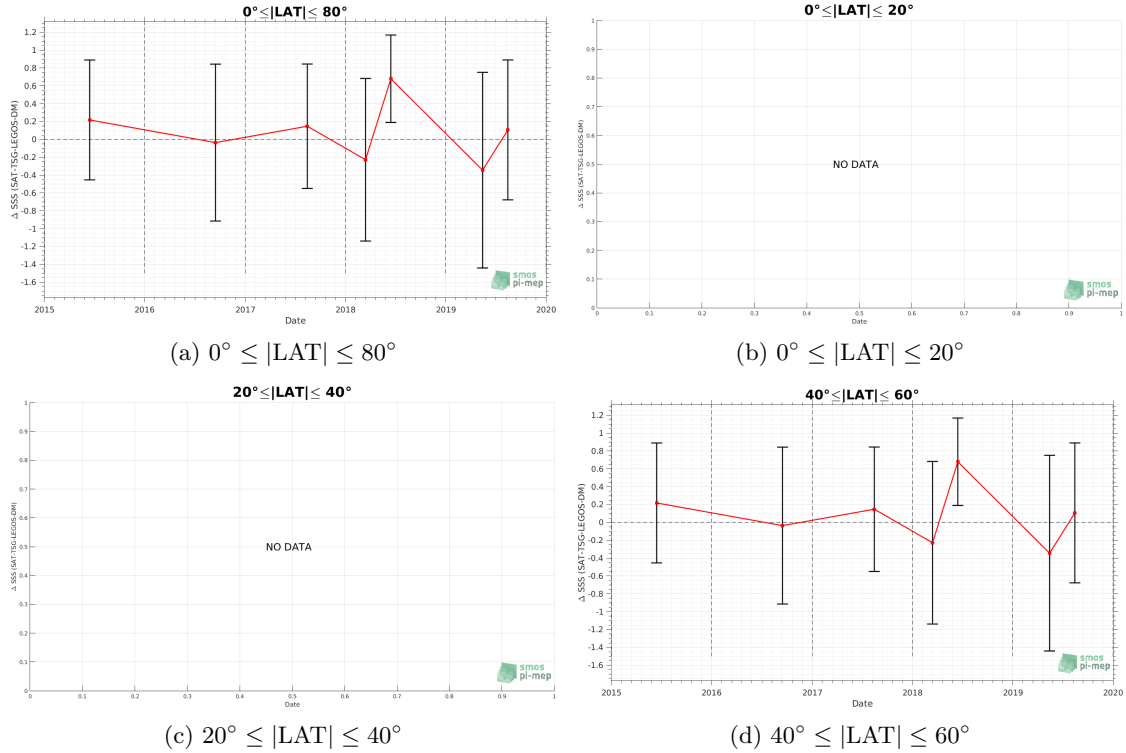 0°≤|LAT|≤ 80°
Δ SSS (SAT-TSG-LEGOS-DM)
1.2
1
0.8
0.6
0.4
0.2
0
-0.2
-0.4
-0.6
-0.8
-1
-1.2
-1.4
-1.6
smos
pi-mep
2015 2016 2017 2018 2019 2020
Date
(a) 0° ≤ |LAT| ≤ 80°
0°≤|LAT|≤ 20°
Δ SSS (SAT-TSG-LEGOS-DM)
1
0.9
0.8
0.7
0.6
0.5
0.4
0.3
0.2
0.1
0
NO DATA
smos
pi-mep
0.1 0.2 0.3 0.4 0.5 0.6 0.7 0.8 0.9 1
Date
(b) 0° ≤ |LAT| ≤ 20°
20°≤|LAT|≤ 40°
Δ SSS (SAT-TSG-LEGOS-DM)
1
0.9
0.8
0.7
0.6
0.5
0.4
0.3
0.2
0.1
0
NO DATA
smos
pi-mep
0 0.1 0.2 0.3 0.4 0.5 0.6 0.7 0.8 0.9 1
Date
(c) 20° ≤ |LAT| ≤ 40°
40°≤|LAT|≤ 60°
Δ SSS (SAT-TSG-LEGOS-DM)
1.2
1
0.8
0.6
0.4
0.2
0
-0.2
-0.4
-0.6
-0.8
-1
-1.2
-1.4
-1.6
smos
pi-mep
2015 2016 2017 2018 2019 2020
Date
(d) 40° ≤ |LAT| ≤ 60°